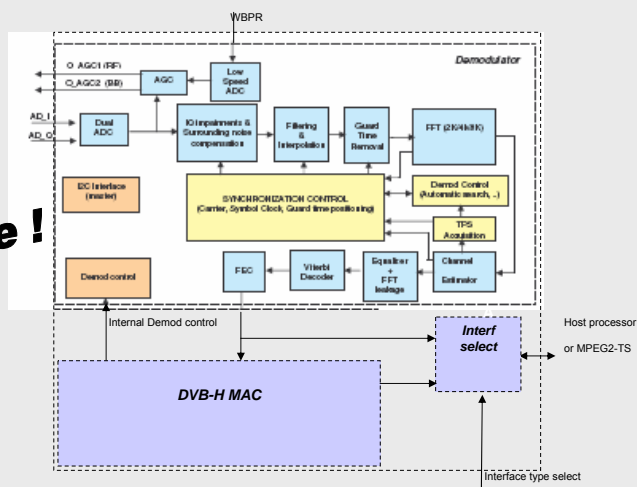 WBPR
Demodulator
O_AGC1 (RF)
O_AGC2 (BB)
AGC
Low
Speed
ADC
AD_I
AD_Q
Dual
ADC
IQ impairments &
Surrounding noise
compensation
Filtering
&
Interpolation
Guard
Time
Removal
FFT (2K/4k/8K)
I2C Interface
(master)
SYNCHRONIZATION CONTROL
(Carrier, Symbol Clock, Guard time positioning)
Demod Control
(Automatic search, ..)
TPS
Acquisition
e !
Demod control
FEC
Viterbi
Decoder
Equalizer
+
FFT
leakage
Channel
Estimator
Internal Demod control
Interf
select
Host processor
or MPEG2-TS
DVB-H MAC
Interface type select